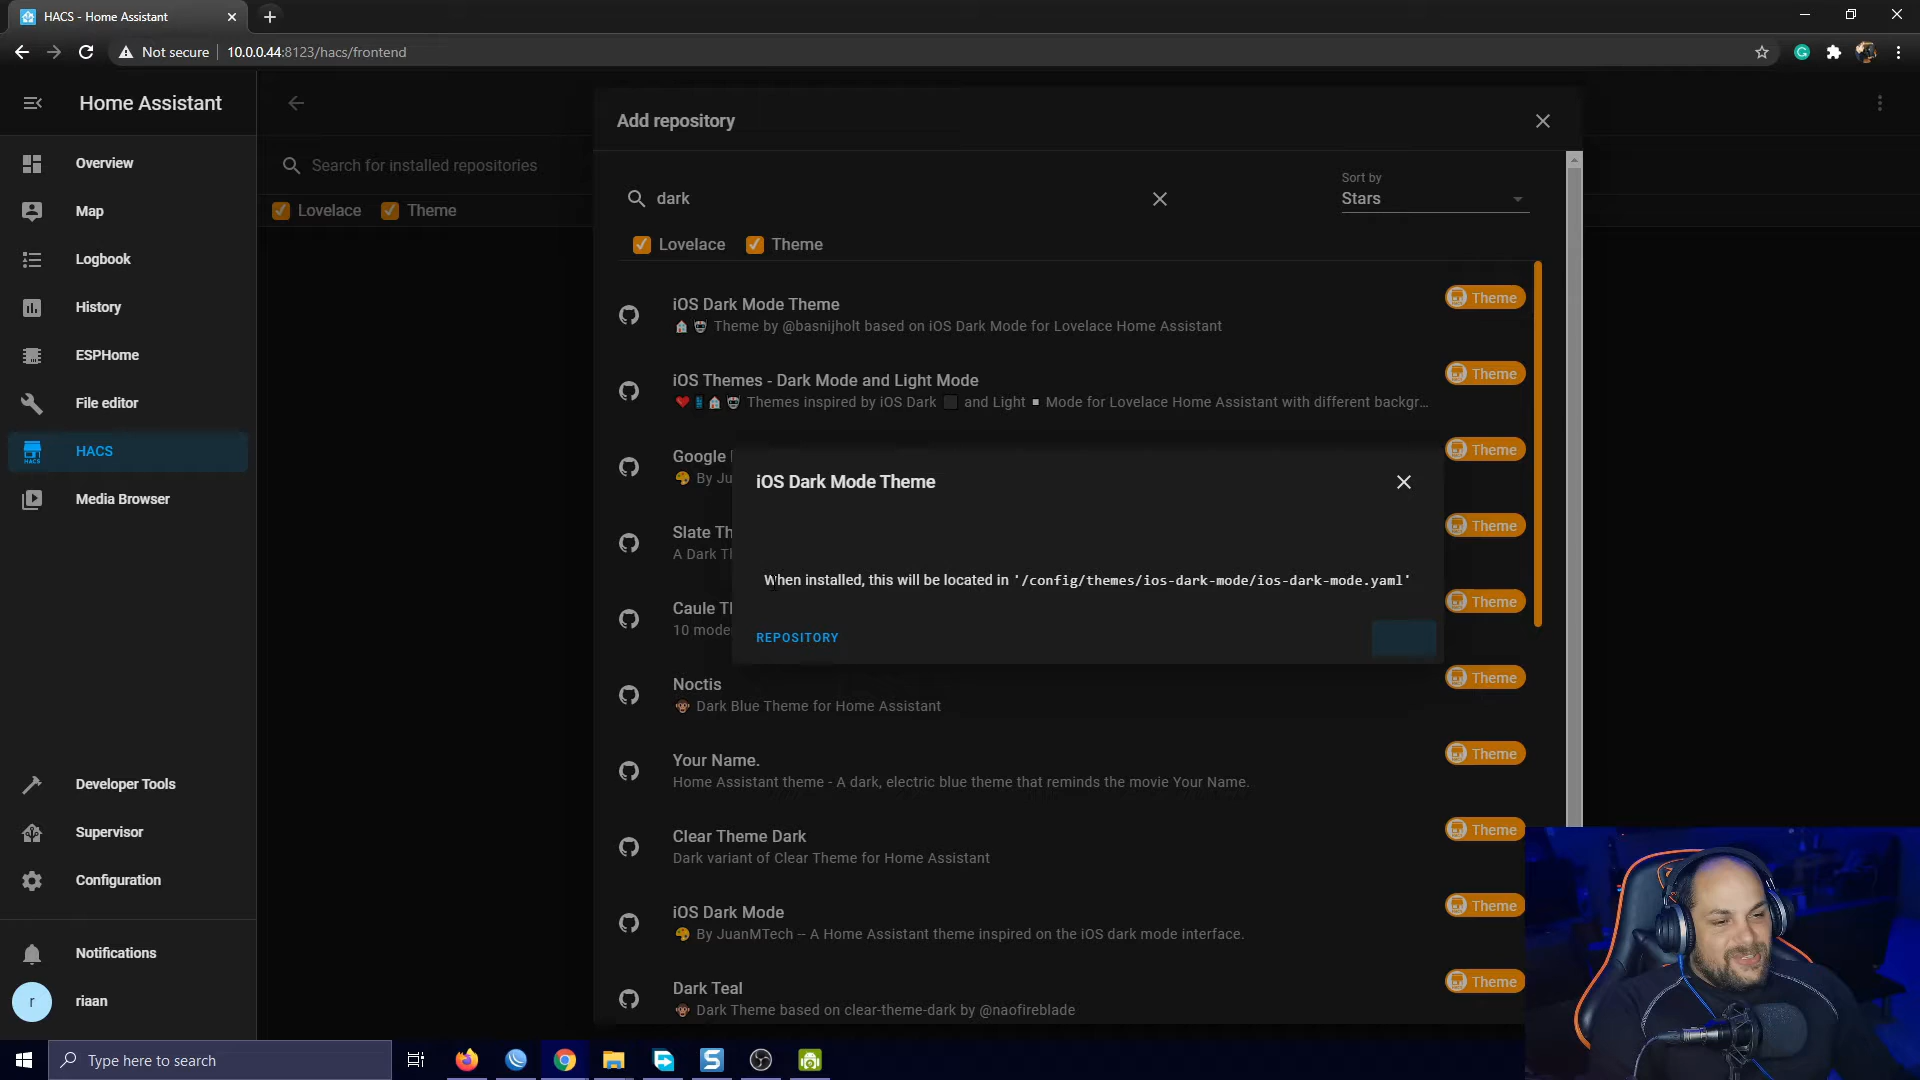 HACS - Home Assistant
Not secure
10.0.0.44:8123/hacs/frontend
Home Assistant
Overview
Map
Logbook
History
ESPHome
File editor
HACS
HACS
Media Browser
Developer Tools
Supervisor
Configuration
Notifications
r
riaan
Search for installed repositories
Lovelace
Theme
Add repository
dark
Sort by
Stars
Lovelace
Theme
iOS Dark Mode Theme
Theme by @basnijholt based on iOS Dark Mode for Lovelace Home Assistant
Theme
iOS Themes - Dark Mode and Light Mode
Themes inspired by iOS Dark and Light Mode for Lovelace Home Assistant with different backgr…
Theme
Google
By Ju
Theme
Slate Th
A Dark T
Theme
Caule T
10 mode
Theme
iOS Dark Mode Theme
When installed, this will be located in '/config/themes/ios-dark-mode/ios-dark-mode.yaml'
REPOSITORY
Noctis
Dark Blue Theme for Home Assistant
Theme
Your Name.
Home Assistant theme - A dark, electric blue theme that reminds the movie Your Name.
Theme
Clear Theme Dark
Dark variant of Clear Theme for Home Assistant
Theme
iOS Dark Mode
By JuanMTech -- A Home Assistant theme inspired on the iOS dark mode interface.
Theme
Dark Teal
Dark Theme based on clear-theme-dark by @naofireblade
Theme
Type here to search